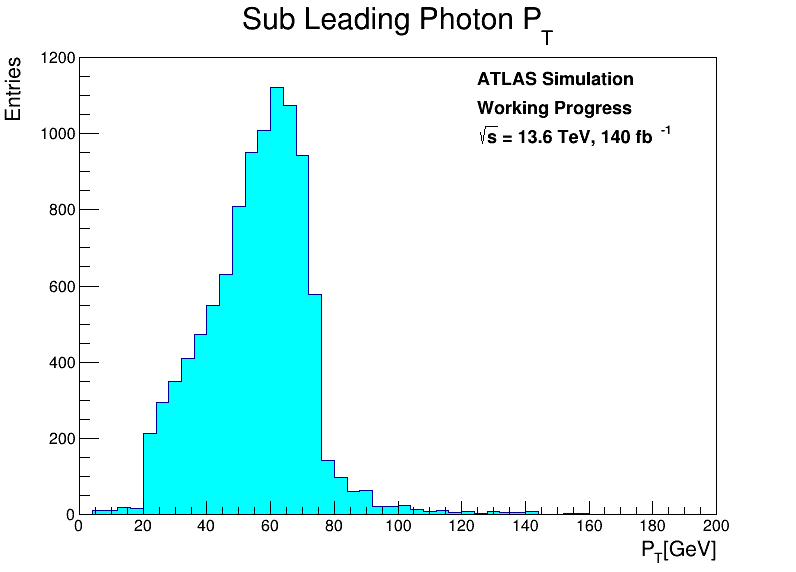 Sub Leading Photon P_T
Entries
1200
1000
800
600
400
200
0
ATLAS Simulation
Working Progress
√s = 13.6 TeV, 140 fb ⁻¹
0 20 40 60 80 100 120 140 160 180 200
P_T[GeV]